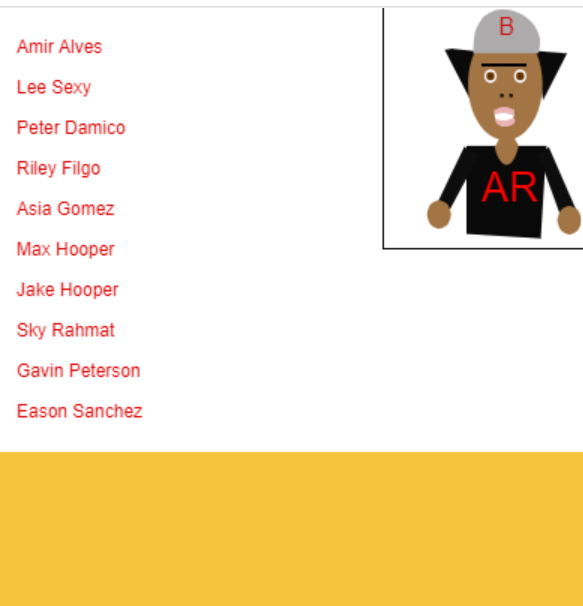 Amir Alves
Lee Sexy
Peter Damico
Riley Filgo
Asia Gomez
Max Hooper
Jake Hooper
Sky Rahmat
Gavin Peterson
Eason Sanchez
B
AR